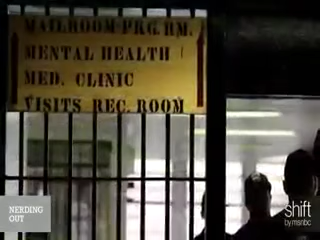 MAILROOM PKG. RM.
MENTAL HEALTH
MED. CLINIC
VISITS REC. ROOM
NERDING
OUT
shift
by msnbc